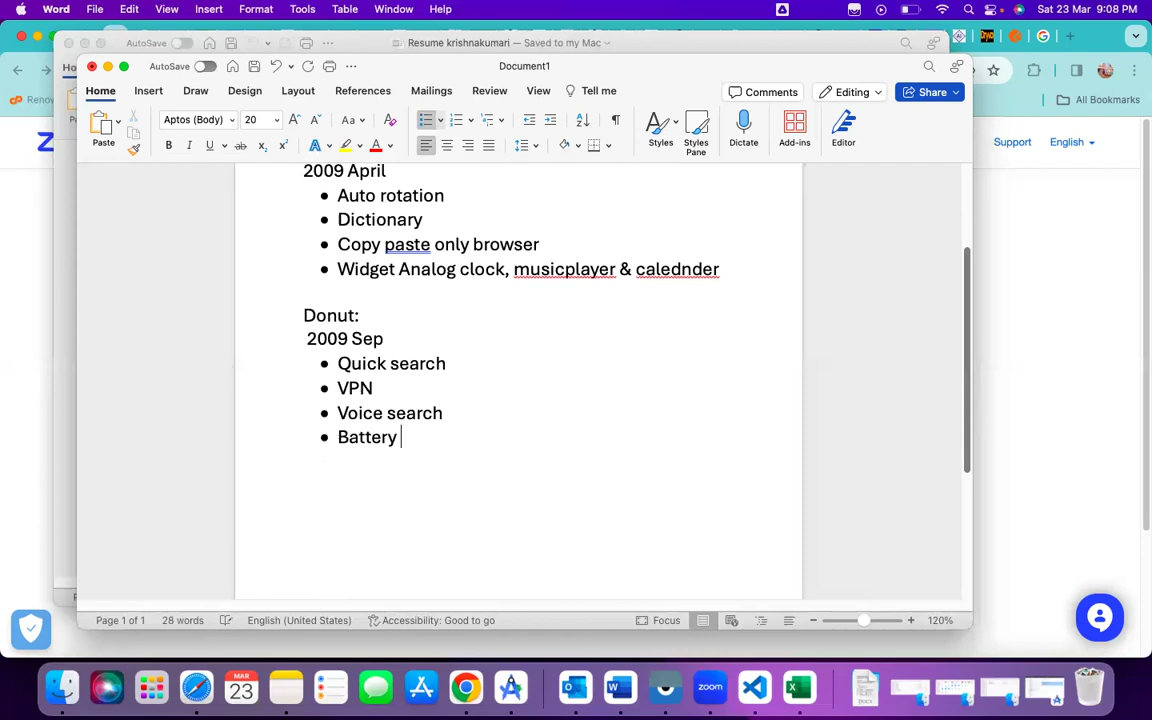 Word File Edit View Insert Format Tools Table Window Help Sat 23 Mar 9:08 PM
AutoSave Resume krishnakumari — Saved to my Mac
AutoSave Document1
Home Insert Draw Design Layout References Mailings Review View Tell me Comments Editing Share
Renov
All Bookmarks
Aptos (Body) 20
Paste Styles Styles Pane Dictate Add-ins Editor
Support English
2009 April
• Auto rotation
• Dictionary
• Copy paste only browser
• Widget Analog clock, musicplayer & calednder
Donut:
2009 Sep
• Quick search
• VPN
• Voice search
• Battery
Page 1 of 1 28 words English (United States) Accessibility: Good to go Focus 120%
MAR
23
zoom